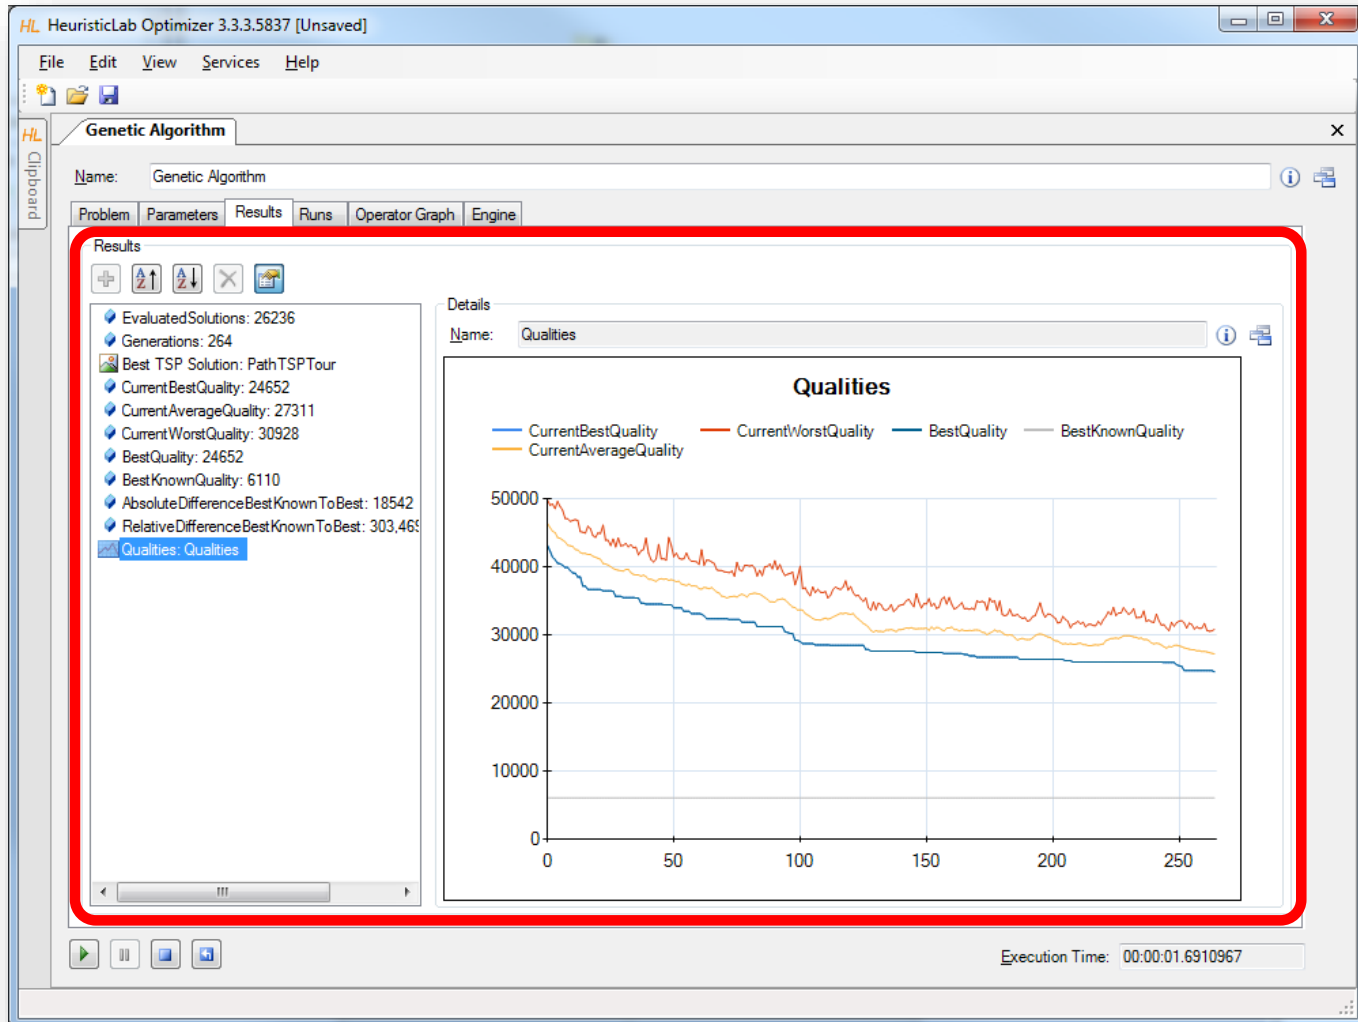 HL HeuristicLab Optimizer 3.3.3.5837 [Unsaved]
File Edit View Services Help
HL Clipboard
Genetic Algorithm
Name: Genetic Algorithm
Problem Parameters Results Runs Operator Graph Engine
Results
EvaluatedSolutions: 26236
Generations: 264
Best TSP Solution: PathTSPTour
CurrentBestQuality: 24652
CurrentAverageQuality: 27311
CurrentWorstQuality: 30928
BestQuality: 24652
BestKnownQuality: 6110
AbsoluteDifferenceBestKnownToBest: 18542
RelativeDifferenceBestKnownToBest: 303,469
Qualities: Qualities
Details
Name: Qualities
Qualities
CurrentBestQuality CurrentWorstQuality BestQuality BestKnownQuality
CurrentAverageQuality
50000
40000
30000
20000
10000
0
0 50 100 150 200 250
Execution Time: 00:00:01.6910967